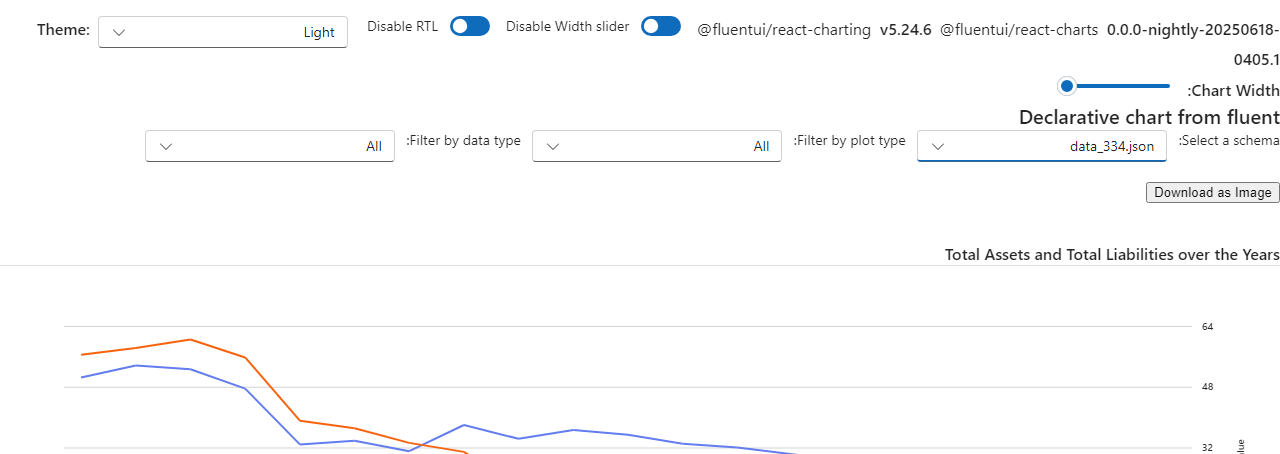 Theme: Light Disable RTL Disable Width slider @fluentui/react-charting v5.24.6 @fluentui/react-charts 0.0.0-nightly-20250618-
0405.1
:Chart Width
Declarative chart from fluent
:Select a schema data_334.json :Filter by plot type All :Filter by data type All
Download as Image
Total Assets and Total Liabilities over the Years
64
48
32